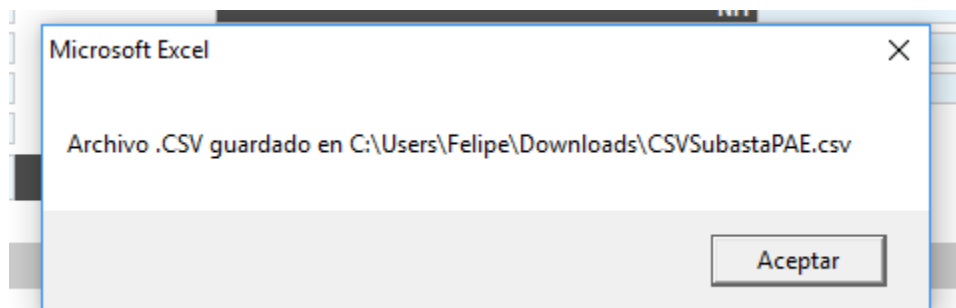 Microsoft Excel
Archivo .CSV guardado en C:\Users\Felipe\Downloads\CSVSubastaPAE.csv
Aceptar